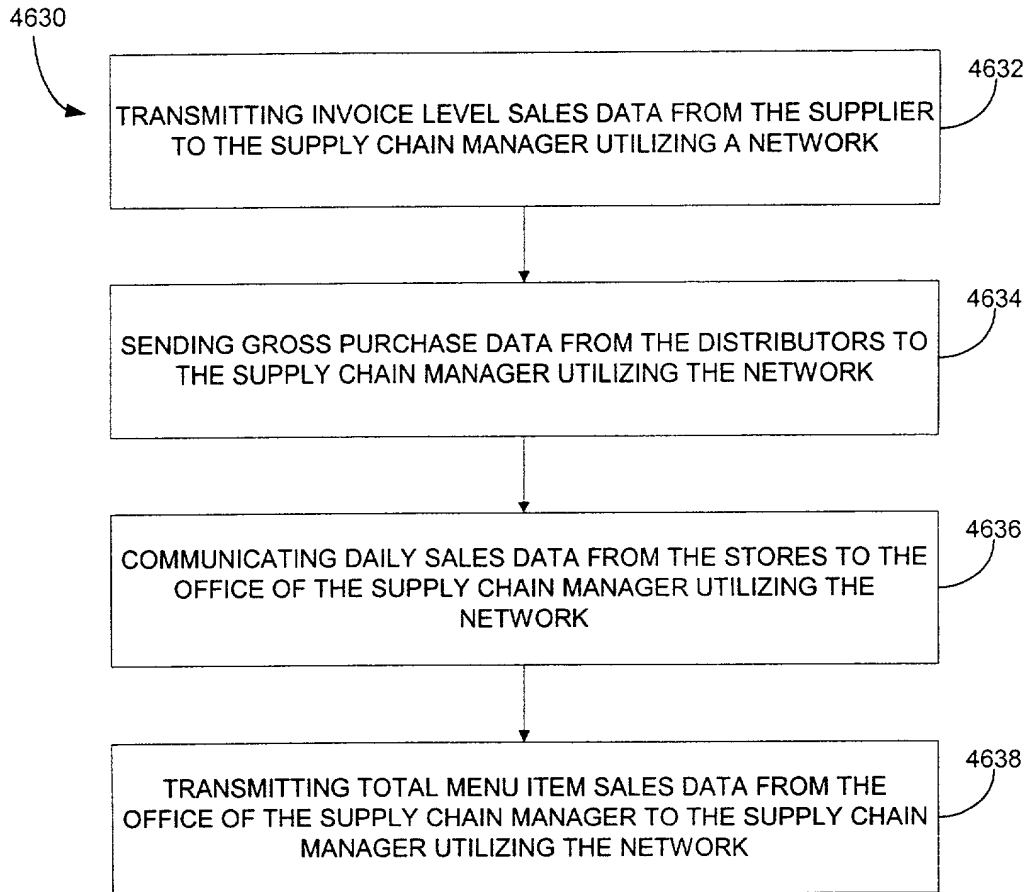 4630
4632
TRANSMITTING INVOICE LEVEL SALES DATA FROM THE SUPPLIER
TO THE SUPPLY CHAIN MANAGER UTILIZING A NETWORK
4634
SENDING GROSS PURCHASE DATA FROM THE DISTRIBUTORS TO
THE SUPPLY CHAIN MANAGER UTILIZING THE NETWORK
4636
COMMUNICATING DAILY SALES DATA FROM THE STORES TO THE
OFFICE OF THE SUPPLY CHAIN MANAGER UTILIZING THE
NETWORK
4638
TRANSMITTING TOTAL MENU ITEM SALES DATA FROM THE
OFFICE OF THE SUPPLY CHAIN MANAGER TO THE SUPPLY CHAIN
MANAGER UTILIZING THE NETWORK